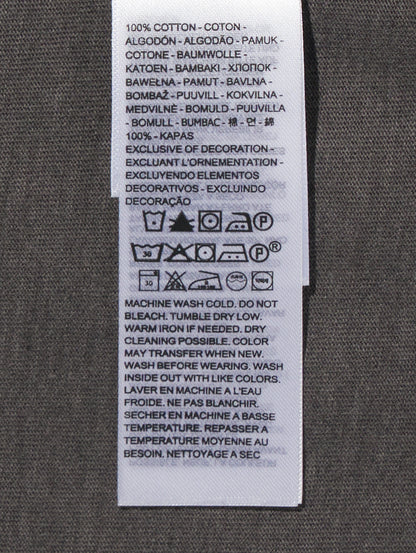 100% COTTON - COTON -
ALGODÓN - ALGODÃO - PAMUK -
COTONE - BAUMWOLLE -
KATOEN - BAMBAKI - ХЛОПОК -
BAWEŁNA - PAMUT - BAVLNA -
BOMBAŽ - PUUVILL - KOKVILNA -
MEDVILNĖ - BOMULD - PUUVILLA
- BOMULL - BUMBAC - 棉 - 면 - 綿
100% - KAPAS
EXCLUSIVE OF DECORATION -
EXCLUANT L'ORNEMENTATION -
EXCLUYENDO ELEMENTOS
DECORATIVOS - EXCLUINDO
DECORAÇÃO
P
30 P ®
30
MACHINE WASH COLD. DO NOT
BLEACH. TUMBLE DRY LOW.
WARM IRON IF NEEDED. DRY
CLEANING POSSIBLE. COLOR
MAY TRANSFER WHEN NEW.
WASH BEFORE WEARING. WASH
INSIDE OUT WITH LIKE COLORS.
LAVER EN MACHINE A L'EAU
FROIDE. NE PAS BLANCHIR.
SECHER EN MACHINE A BASSE
TEMPERATURE. REPASSER A
TEMPERATURE MOYENNE AU
BESOIN. NETTOYAGE A SEC